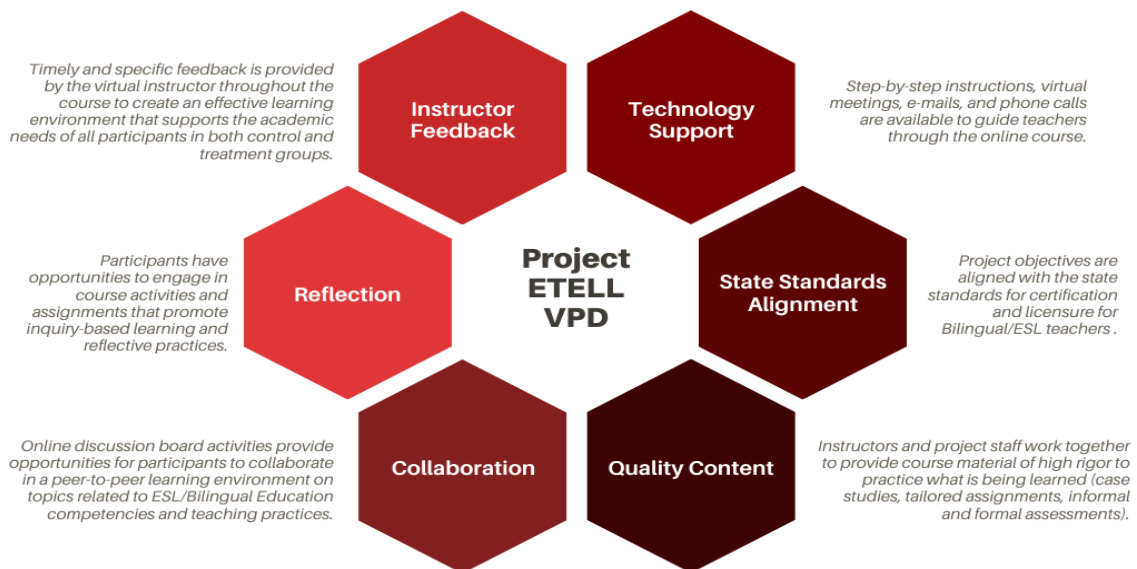 Timely and specific feedback is provided
by the virtual instructor throughout the
course to create an effective learning
environment that supports the academic
needs of all participants in both control and
treatment groups.
Instructor
Feedback
Technology
Support
Step-by-step instructions, virtual
meetings, e-mails, and phone calls
are available to guide teachers
through the online course.
Participants have
opportunities to engage in
course activities and
assignments that promote
inquiry-based learning and
reflective practices.
Reflection
Project
ETELL
VPD
State Standards
Alignment
Project objectives are
aligned with the state
standards for certification
and licensure for
Bilingual/ESL teachers .
Online discussion board activities provide
opportunities for participants to collaborate
in a peer-to-peer learning environment on
topics related to ESL/Bilingual Education
competencies and teaching practices.
Collaboration
Quality Content
Instructors and project staff work together
to provide course material of high rigor to
practice what is being learned (case
studies, tailored assignments, informal
and formal assessments).